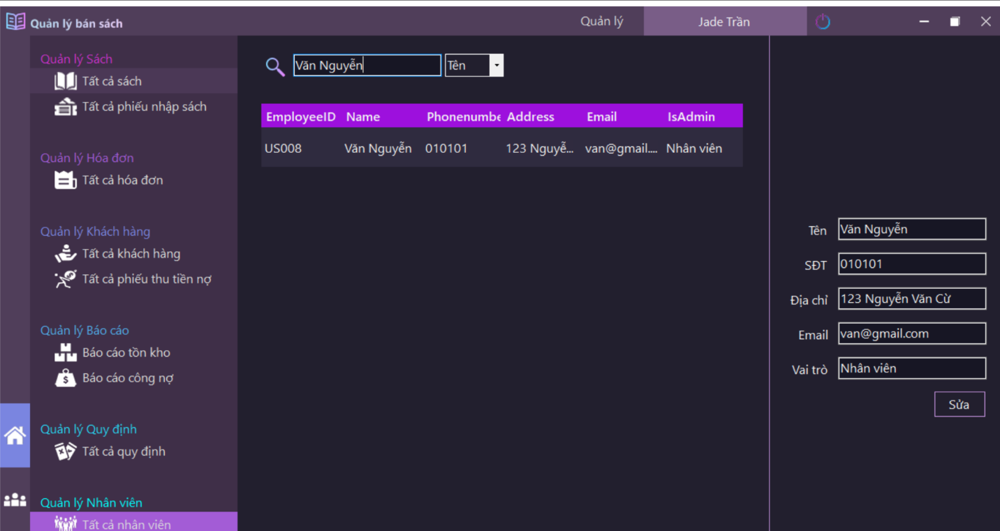 Quản lý bán sách
Quản lý
Jade Trần
Quản lý Sách
Tất cả sách
Tất cả phiếu nhập sách
Quản lý Hóa đơn
Tất cả hóa đơn
Quản lý Khách hàng
Tất cả khách hàng
Tất cả phiếu thu tiền nợ
Quản lý Báo cáo
Báo cáo tồn kho
Báo cáo công nợ
Quản lý Quy định
Tất cả quy định
Quản lý Nhân viên
Tất cả nhân viên
Văn Nguyễn Tên
EmployeeID Name Phonenumbe Address Email IsAdmin
US008 Văn Nguyễn 010101 123 Nguyễ... van@gmail.... Nhân viên
Tên Văn Nguyễn
SĐT 010101
Địa chỉ 123 Nguyễn Văn Cừ
Email van@gmail.com
Vai trò Nhân viên
Sửa